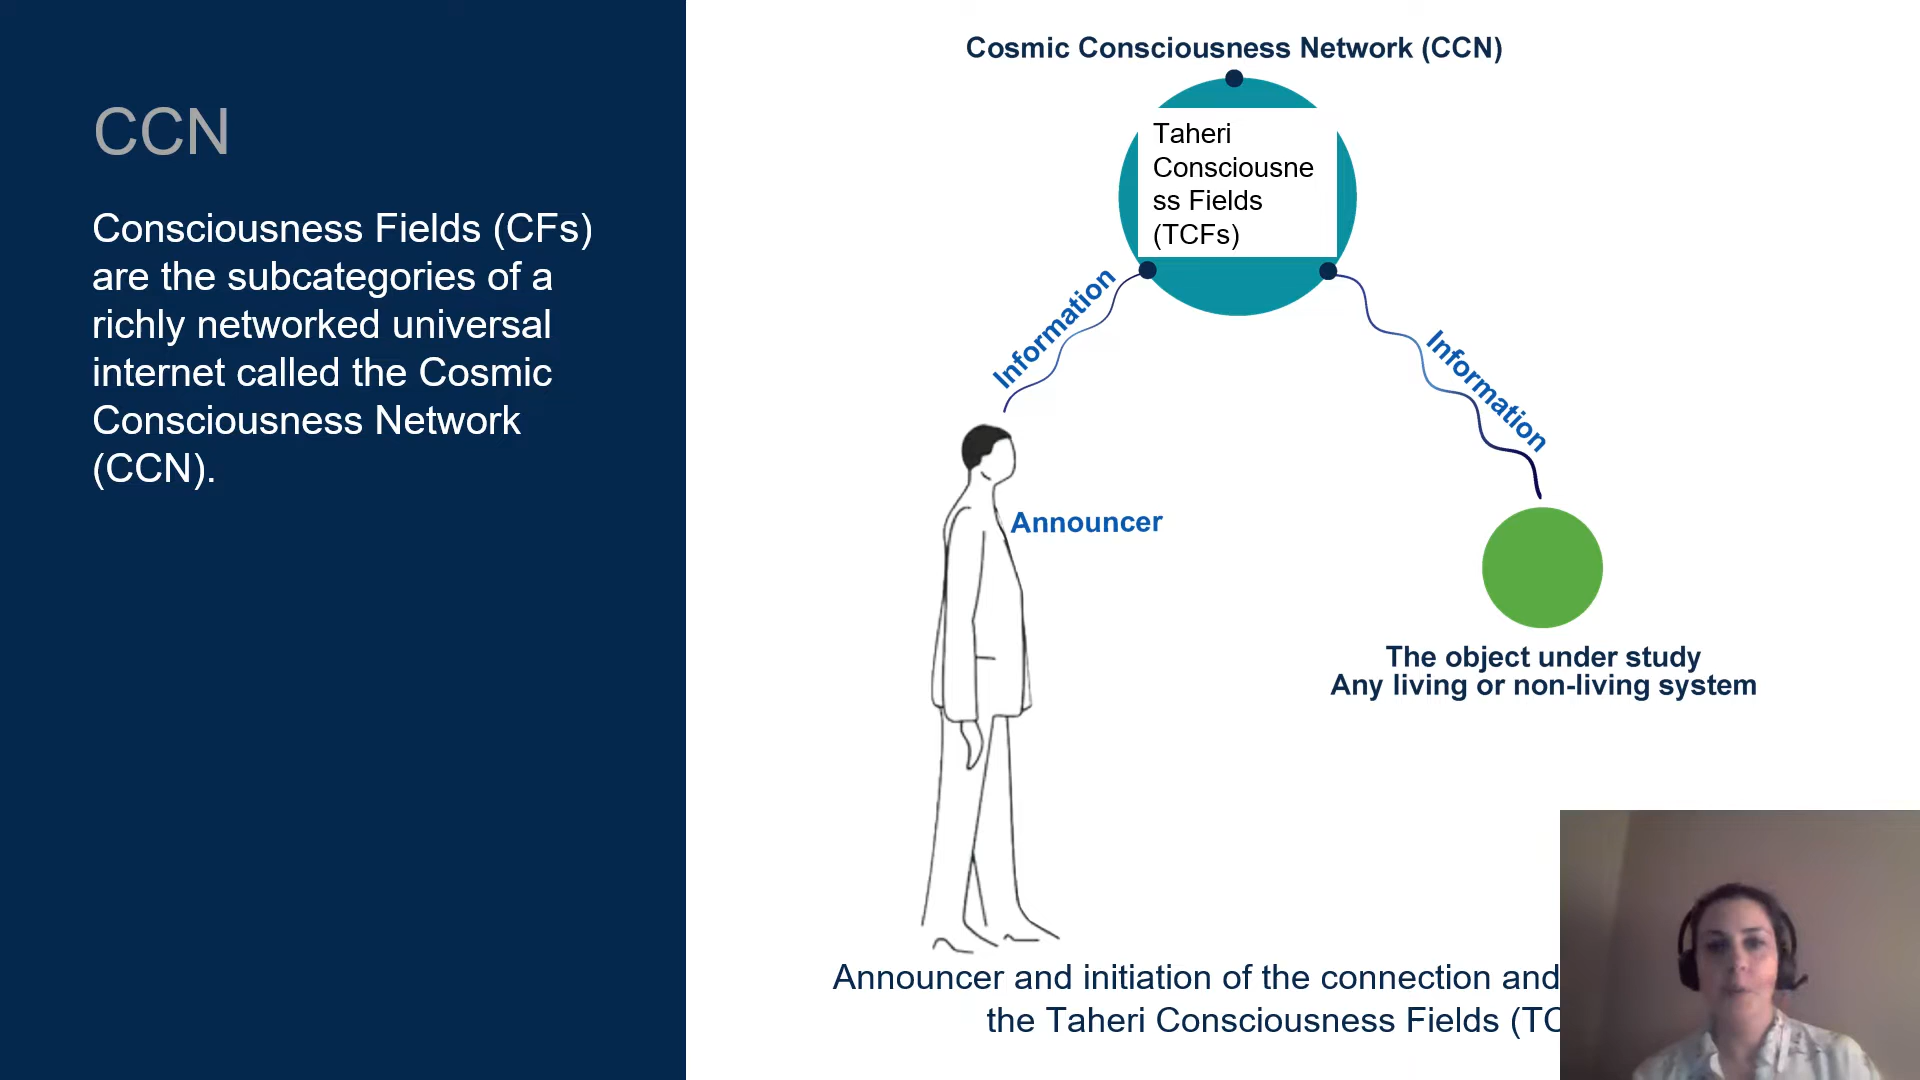 CCN
Consciousness Fields (CFs)
are the subcategories of a
richly networked universal
internet called the Cosmic
Consciousness Network
(CCN).
Cosmic Consciousness Network (CCN)
Taheri
Consciousne
ss Fields
(TCFs)
Information
Information
Announcer
The object under study
Any living or non-living system
Announcer and initiation of the connection and
the Taheri Consciousness Fields (TC